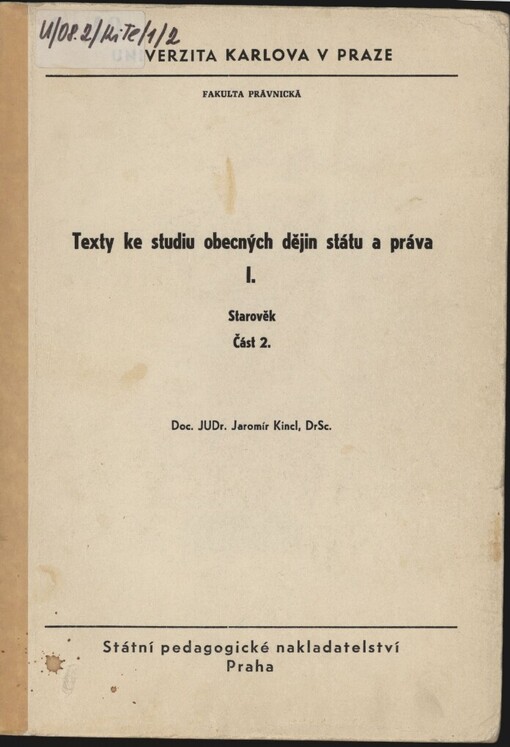 U/08.2/KiTe/1/2
VERZITA KARLOVA V PRAZE
FAKULTA PRÁVNICKÁ
Texty ke studiu obecných dějin státu a práva
I.
Starověk
Část 2.
Doc. JUDr. Jaromír Kincl, DrSc.
Státní pedagogické nakladatelství
Praha